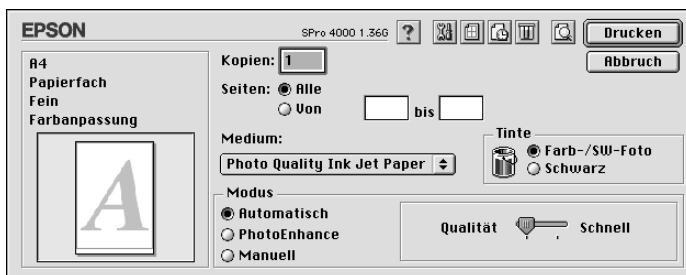 EPSON
SPro 4000 1.36G
?
Drucken
A4
Papierfach
Fein
Farbanpassung
A
Kopien: 1
Abbruch
Seiten: Alle
Von bis
Medium:
Photo Quality Ink Jet Paper
Tinte
Farb-/SW-Foto
Schwarz
Modus
Automatisch
PhotoEnhance
Manuell
Qualität Schnell